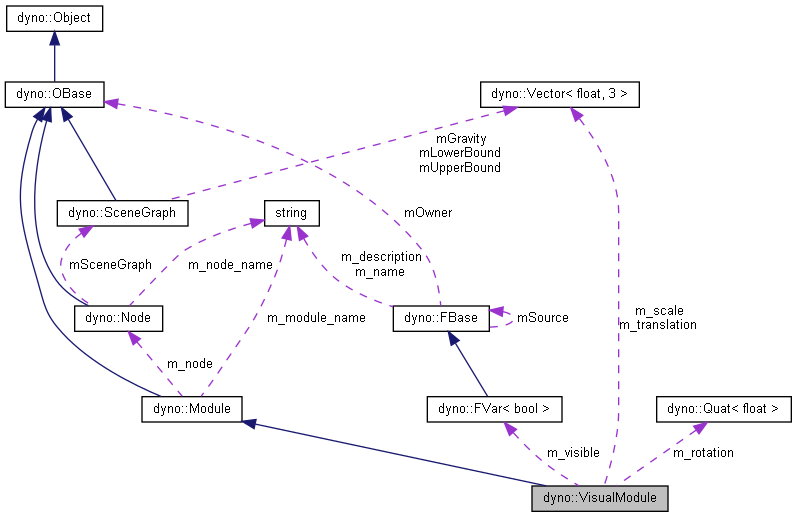 dyno::Object
dyno::OBase
dyno::Vector< float, 3 >
mGravity
mLowerBound
mUpperBound
dyno::SceneGraph
string
mOwner
mSceneGraph
m_node_name
m_description
m_name
dyno::Node
m_module_name
dyno::FBase
mSource
m_scale
m_translation
m_node
dyno::Module
dyno::FVar< bool >
dyno::Quat< float >
m_visible
m_rotation
dyno::VisualModule